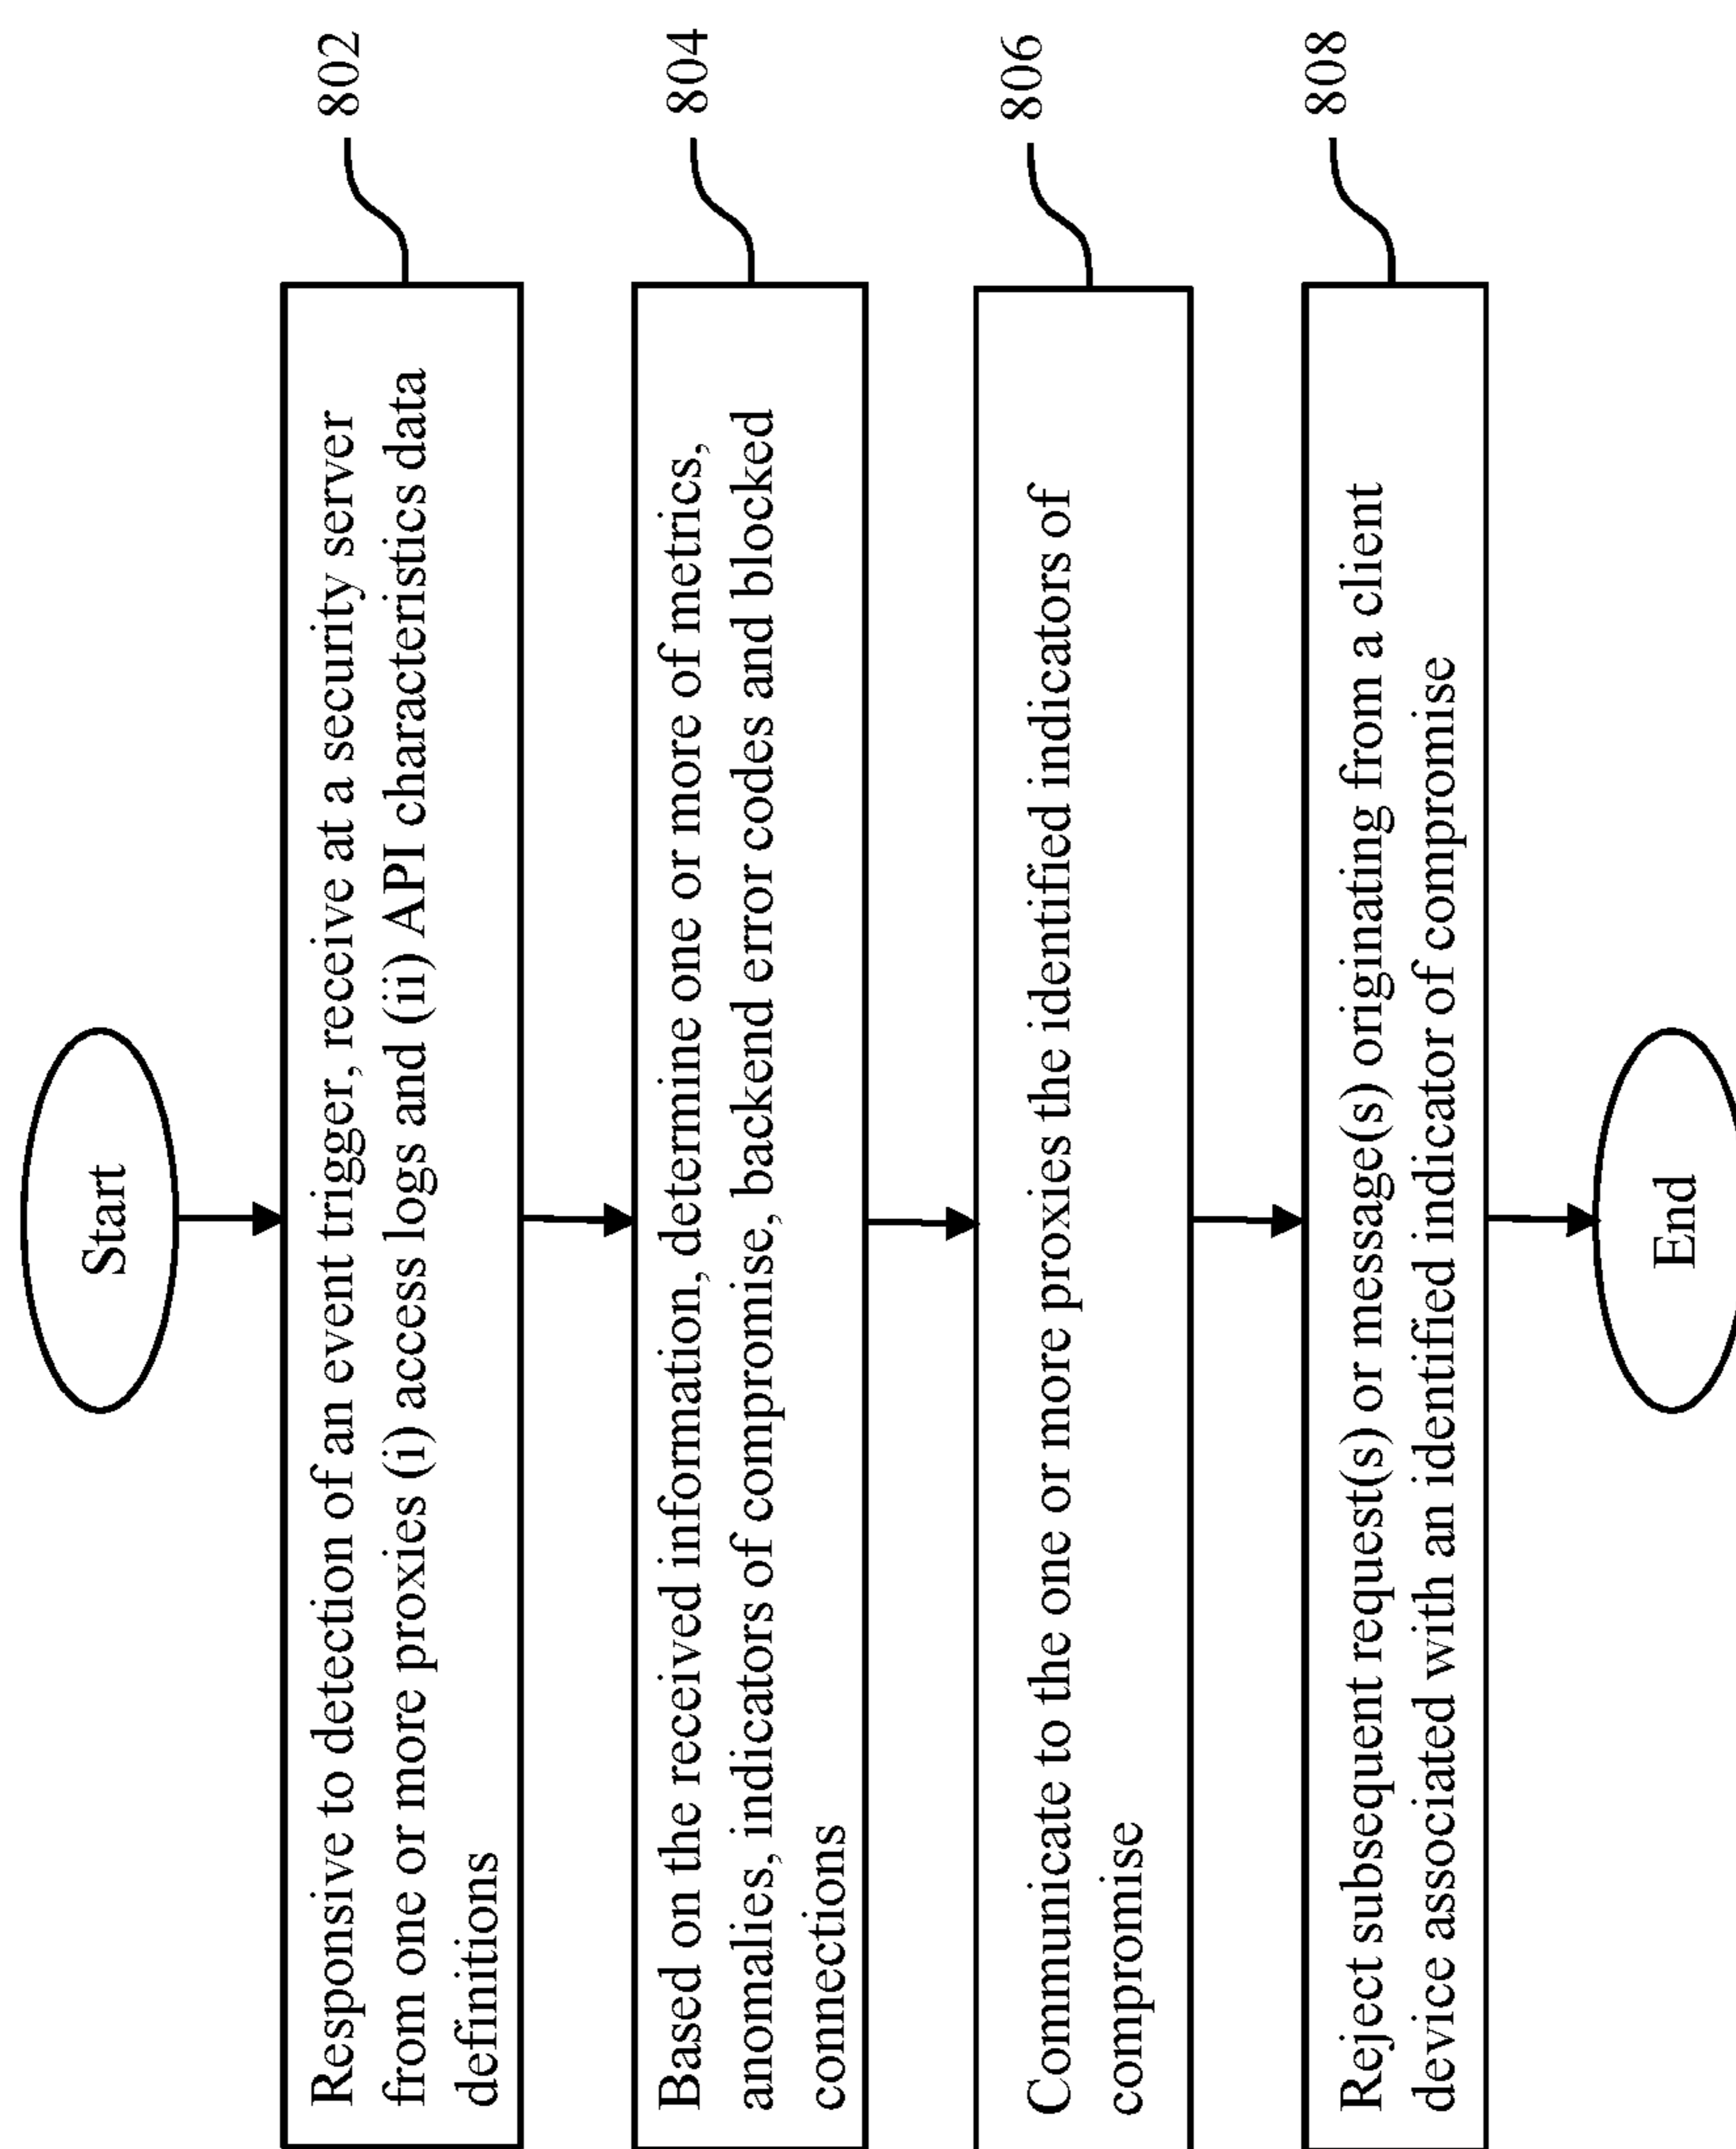 Start
Responsive to detection of an event trigger, receive at a security server
from one or more proxies (i) access logs and (ii) API characteristics data
definitions
802
Based on the received information, determine one or more of metrics,
anomalies, indicators of compromise, backend error codes and blocked
connections
804
Communicate to the one or more proxies the identified indicators of
compromise
806
Reject subsequent request(s) or message(s) originating from a client
device associated with an identified indicator of compromise
808
End